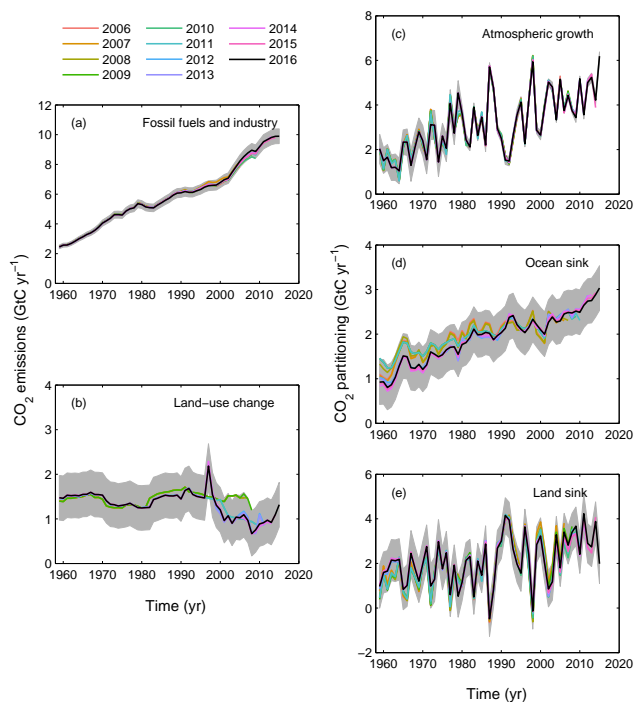 2006
2007
2008
2009
2010
2011
2012
2013
2014
2015
2016
(a) Fossil fuels and industry
12
10
8
6
4
2
0
1960 1970 1980 1990 2000 2010 2020
(b) Land−use change
4
3
2
1
0
1960 1970 1980 1990 2000 2010 2020
CO2 emissions (GtC yr−1)
Time (yr)
(c) Atmospheric growth
8
6
4
2
0
1960 1970 1980 1990 2000 2010 2020
(d) Ocean sink
4
3
2
1
0
1960 1970 1980 1990 2000 2010 2020
(e) Land sink
6
4
2
0
−2
1960 1970 1980 1990 2000 2010 2020
CO2 partitioning (GtC yr−1)
Time (yr)